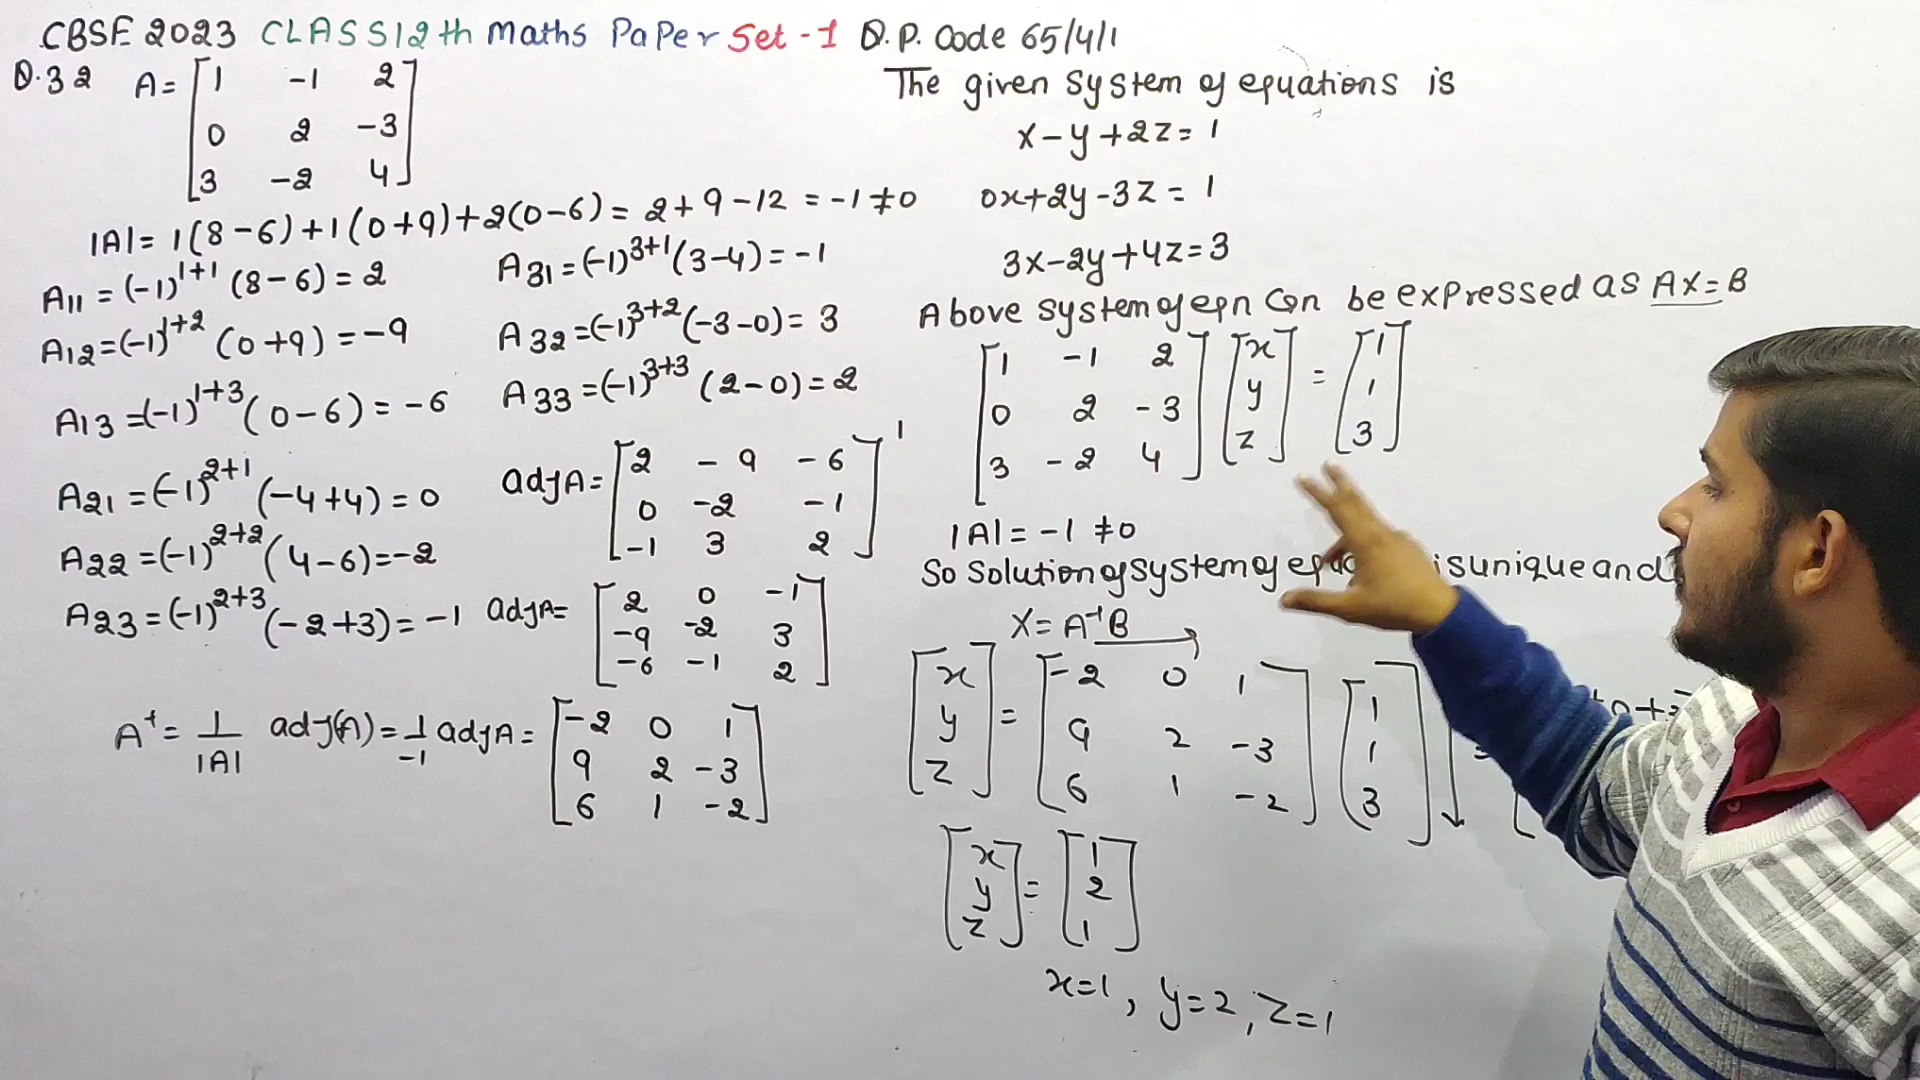 CBSE 2023 CLASS12th Maths Paper Set-1 Q.P. Code 65/4/1
Q.32 A= [1 -1 2
0 2 -3
3 -2 4]
|A|= 1(8-6)+1(0+9)+2(0-6)= 2+9-12 = -1≠0
A11 =(-1)^1+1 (8-6)= 2
A12=(-1)^1+2 (0+9)=-9
A13 =(-1)^1+3 (0-6)=-6
A21 =(-1)^2+1 (-4+4)=0
A22 =(-1)^2+2 (4-6)=-2
A23 =(-1)^2+3 (-2+3)=-1
A31 =(-1)^3+1 (3-4)=-1
A32 =(-1)^3+2 (-3-0)= 3
A33 =(-1)^3+3 (2-0)=2
adjA= [2 -9 -6
0 -2 -1
-1 3 2]'
adjA= [2 0 -1
-9 -2 3
-6 -1 2]
A^-1 = 1/|A| adj(A)= 1/-1 adjA= [-2 0 1
9 2 -3
6 1 -2]
The given system of equations is
x-y+2z= 1
0x+2y-3z= 1
3x-2y+4z=3
Above system of eqn can be expressed as AX=B
[1 -1 2] [x] = [1]
[0 2 -3] [y] [1]
[3 -2 4] [z] [3]
|A|= -1 ≠0
So solution of system of is unique and
X= A^-1 B
[x] = [-2 0 1] [1]
[y] [9 2 -3] [1]
[z] [6 1 -2] [3]
[x] = [1]
[y] [2]
[z] [1]
x=1, y=2, z=1